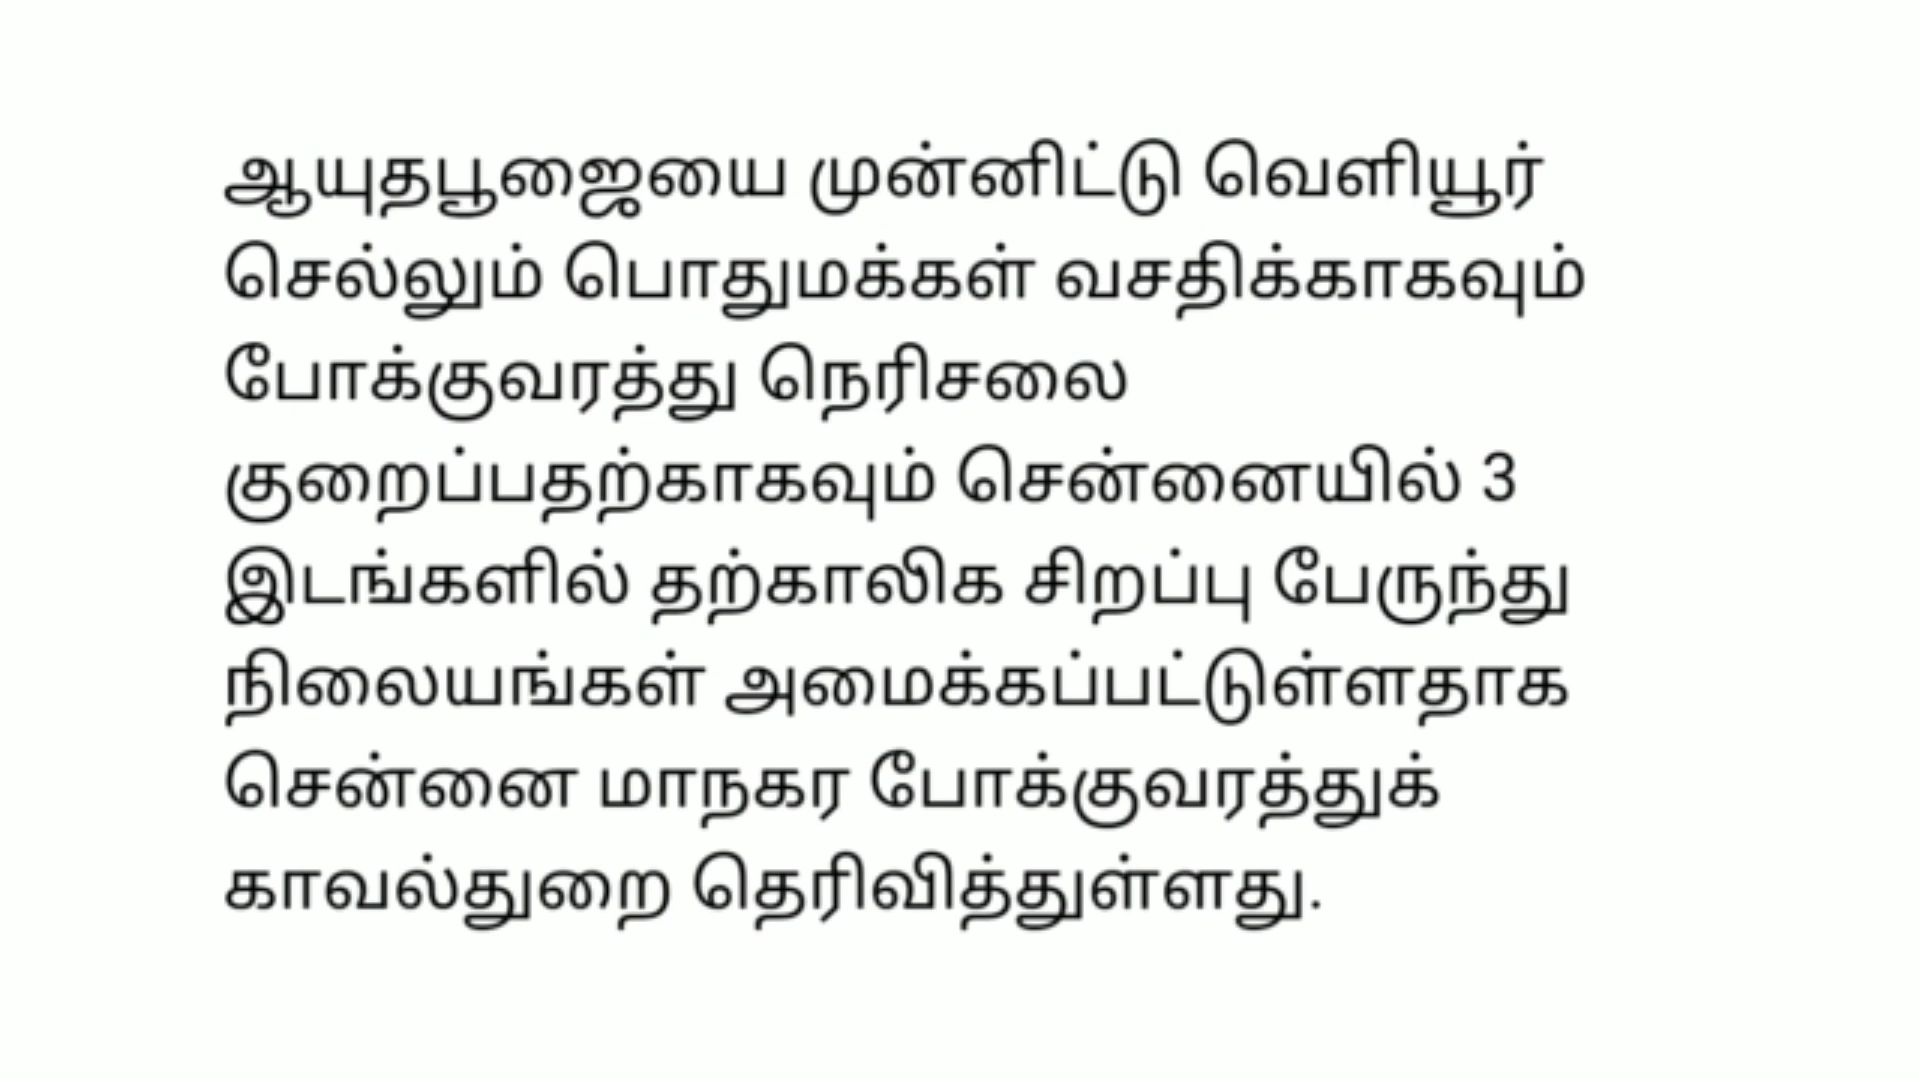 ஆயுதபூஜையை முன்னிட்டு வெளியூர்
செல்லும் பொதுமக்கள் வசதிக்காகவும்
போக்குவரத்து நெரிசலை
குறைப்பதற்காகவும் சென்னையில் 3
இடங்களில் தற்காலிக சிறப்பு பேருந்து
நிலையங்கள் அமைக்கப்பட்டுள்ளதாக
சென்னை மாநகர போக்குவரத்துக்
காவல்துறை தெரிவித்துள்ளது.